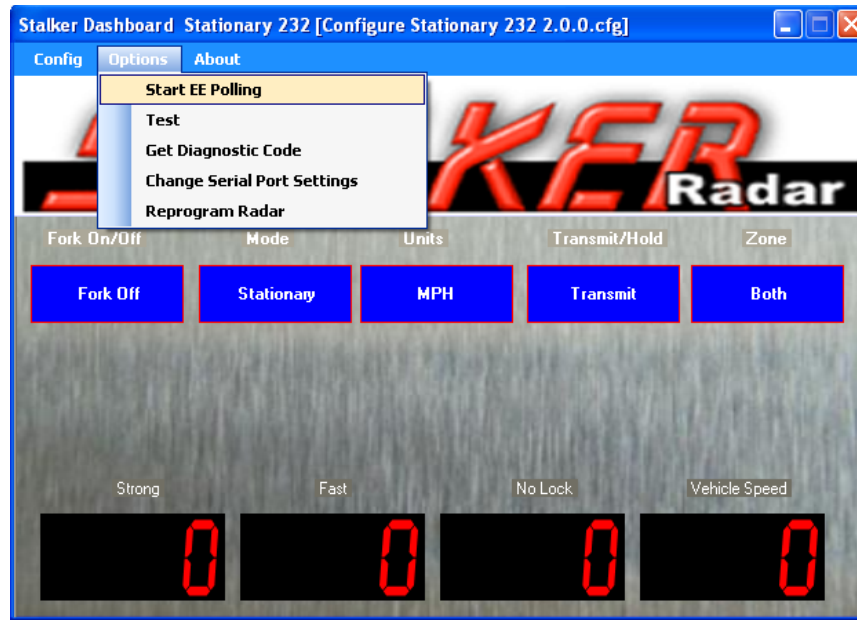 Stalker Dashboard Stationary 232 [Configure Stationary 232 2.0.0.cfg]
Config Options About
Start EE Polling
Test
Get Diagnostic Code
Change Serial Port Settings
Reprogram Radar
Radar
Fork On/Off Mode Units Transmit/Hold Zone
Fork Off Stationary MPH Transmit Both
Strong Fast No Lock Vehicle Speed
0 0 0 0